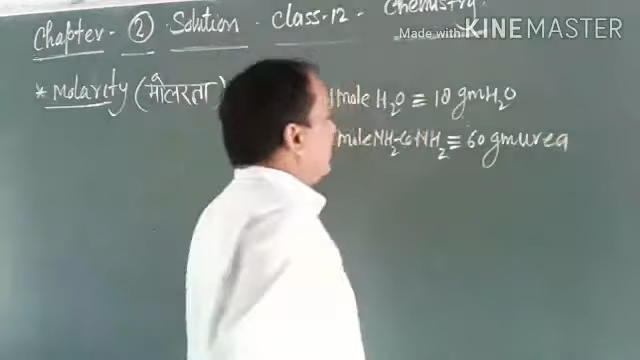 Chapter - ② Solution . Class-12 - Chemistry.
Made with KINEMASTER
* Molarity (मोलरता) 1 mole H₂O ≡ 18 gm H₂O
mole NH₂-CO-NH₂ ≡ 60 gm urea